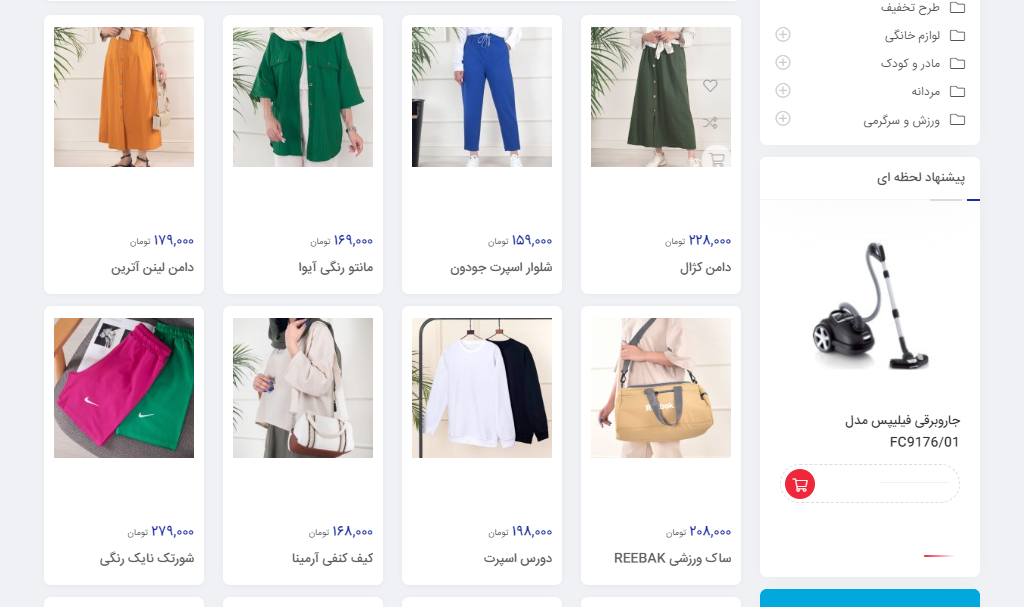 طرح تخفیف
لوازم خانگی
مادر و کودک
مردانه
ورزش و سرگرمی
پیشنهاد لحظه ای
جاروبرقی فیلیپس مدل
FC9176/01
۲۲۸,۰۰۰ تومان
دامن کژال
۱۵۹,۰۰۰ تومان
شلوار اسپرت جودون
۱۶۹,۰۰۰ تومان
مانتو رنگی آیوا
۱۷۹,۰۰۰ تومان
دامن لینن آترین
Reebok
۲۰۸,۰۰۰ تومان
ساک ورزشی REEBAK
۱۹۸,۰۰۰ تومان
دورس اسپرت
۱۶۸,۰۰۰ تومان
کیف کنفی آرمینا
۲۷۹,۰۰۰ تومان
شورتک نایک رنگی